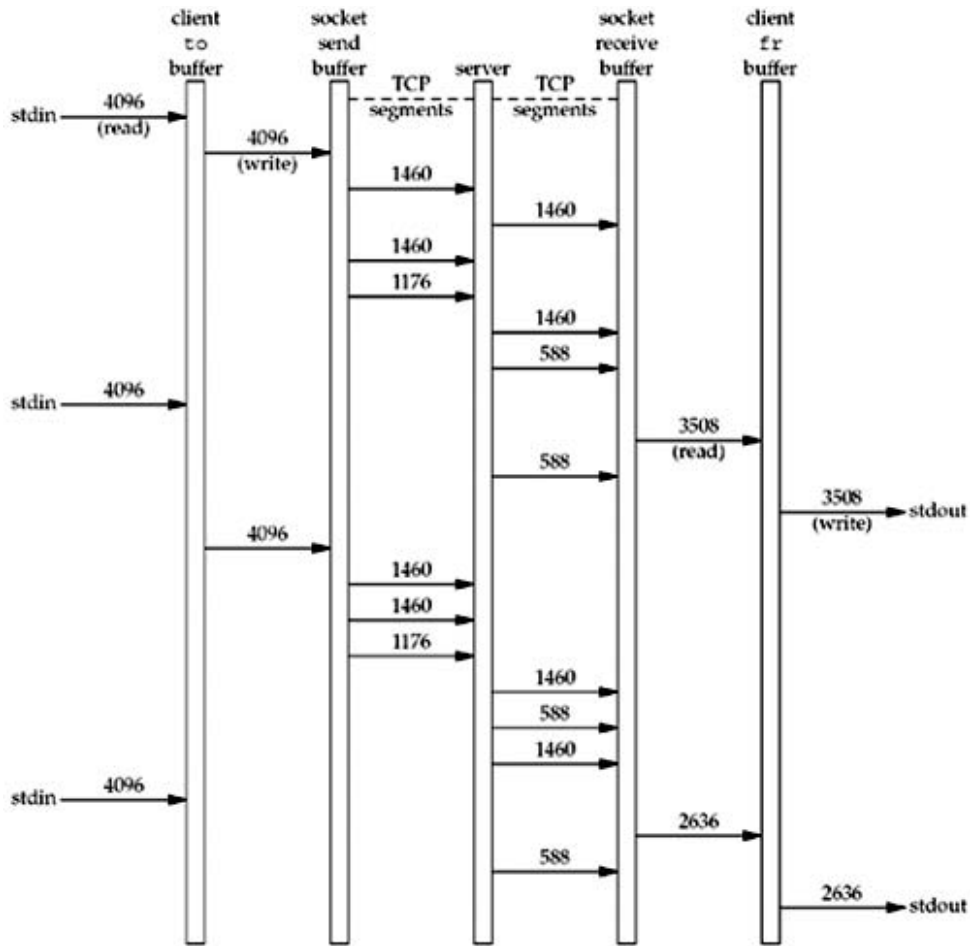 client socket socket client
to send receive fr
buffer buffer server buffer buffer
TCP TCP
4096 segments segments
stdin (read)
4096
(write)
1460
1460
1460
1176
1460
588
4096
stdin
3508
(read)
588
3508
stdout
(write)
4096
1460
1460
1176
1460
588
1460
4096
stdin
2636
588
2636
stdout